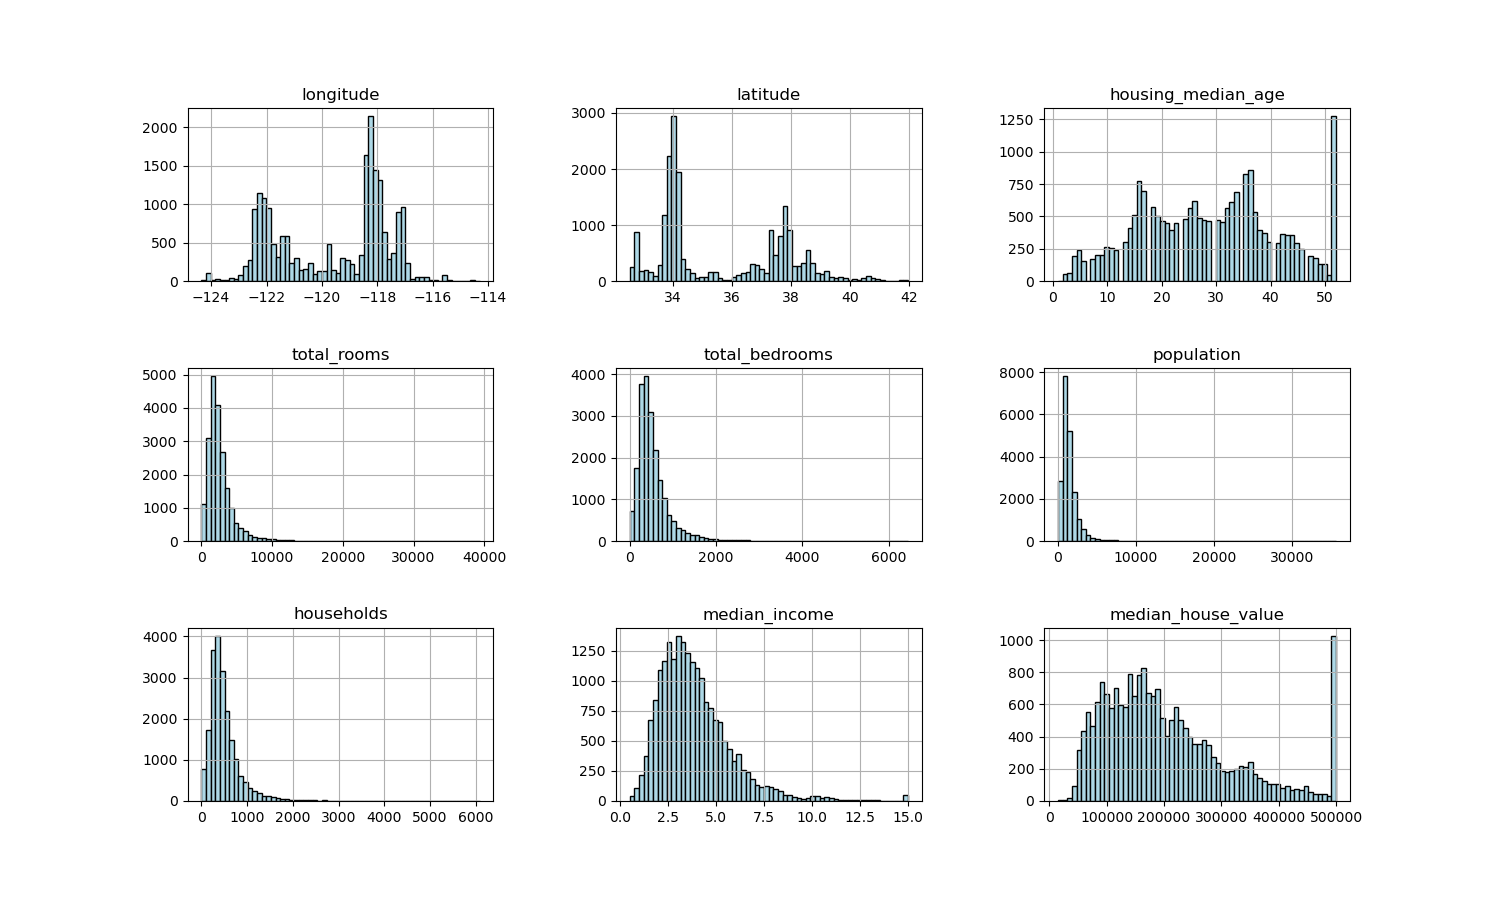 longitude
2000
1500
1000
500
0
−124 −122 −120 −118 −116 −114
latitude
3000
2000
1000
0
34 36 38 40 42
housing_median_age
1250
1000
750
500
250
0
0 10 20 30 40 50
total_rooms
5000
4000
3000
2000
1000
0
0 10000 20000 30000 40000
total_bedrooms
4000
3000
2000
1000
0
0 2000 4000 6000
population
8000
6000
4000
2000
0
0 10000 20000 30000
households
4000
3000
2000
1000
0
0 1000 2000 3000 4000 5000 6000
median_income
1250
1000
750
500
250
0
0.0 2.5 5.0 7.5 10.0 12.5 15.0
median_house_value
1000
800
600
400
200
0
0 100000 200000 300000 400000 500000